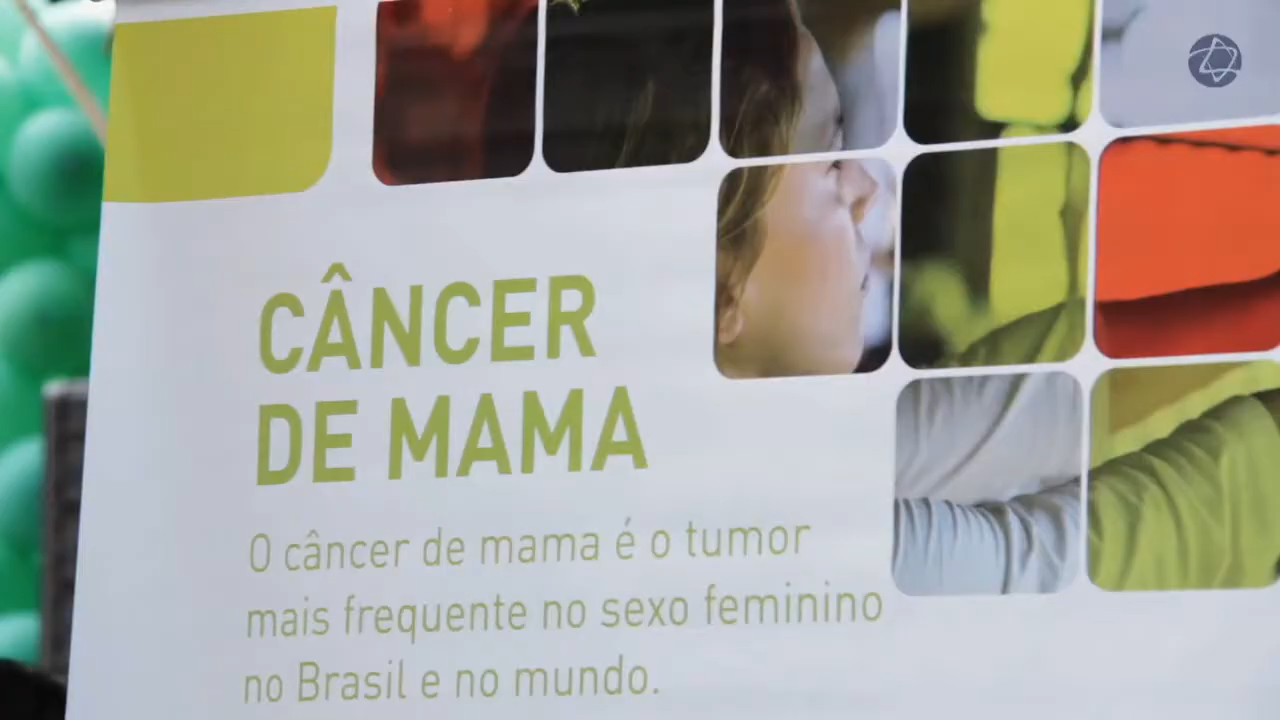 CÂNCER
DE MAMA
O câncer de mama é o tumor
mais frequente no sexo feminino
no Brasil e no mundo.